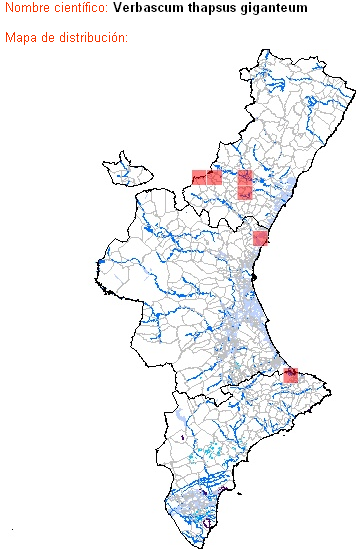 Nombre científico: Verbascum thapsus giganteum
Mapa de distribución: